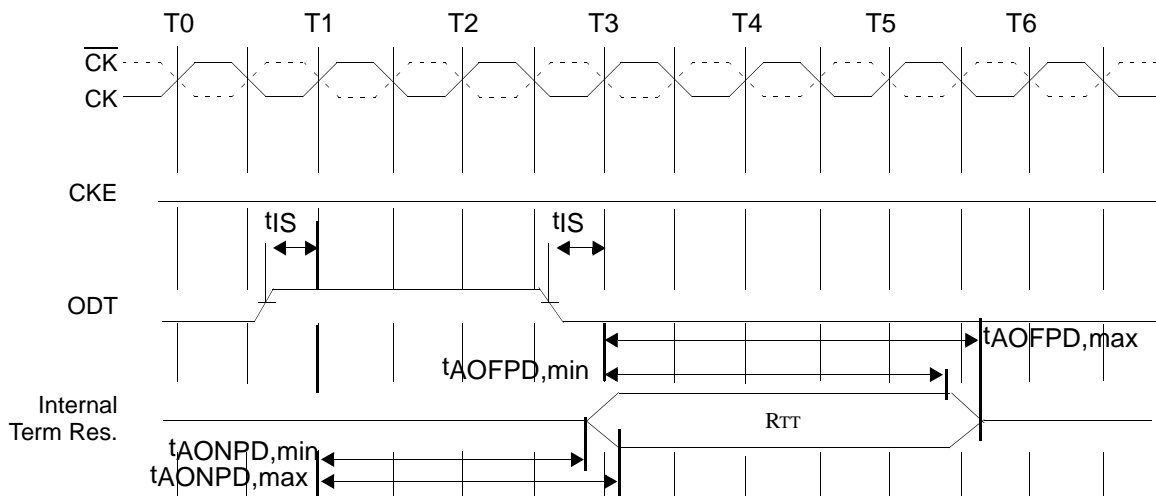 T0 T1 T2 T3 T4 T5 T6
CK
CK
CKE
tIS tIS
ODT
tAOFPD,max
tAOFPD,min
Internal
Term Res.
RTT
tAONPD,min
tAONPD,max